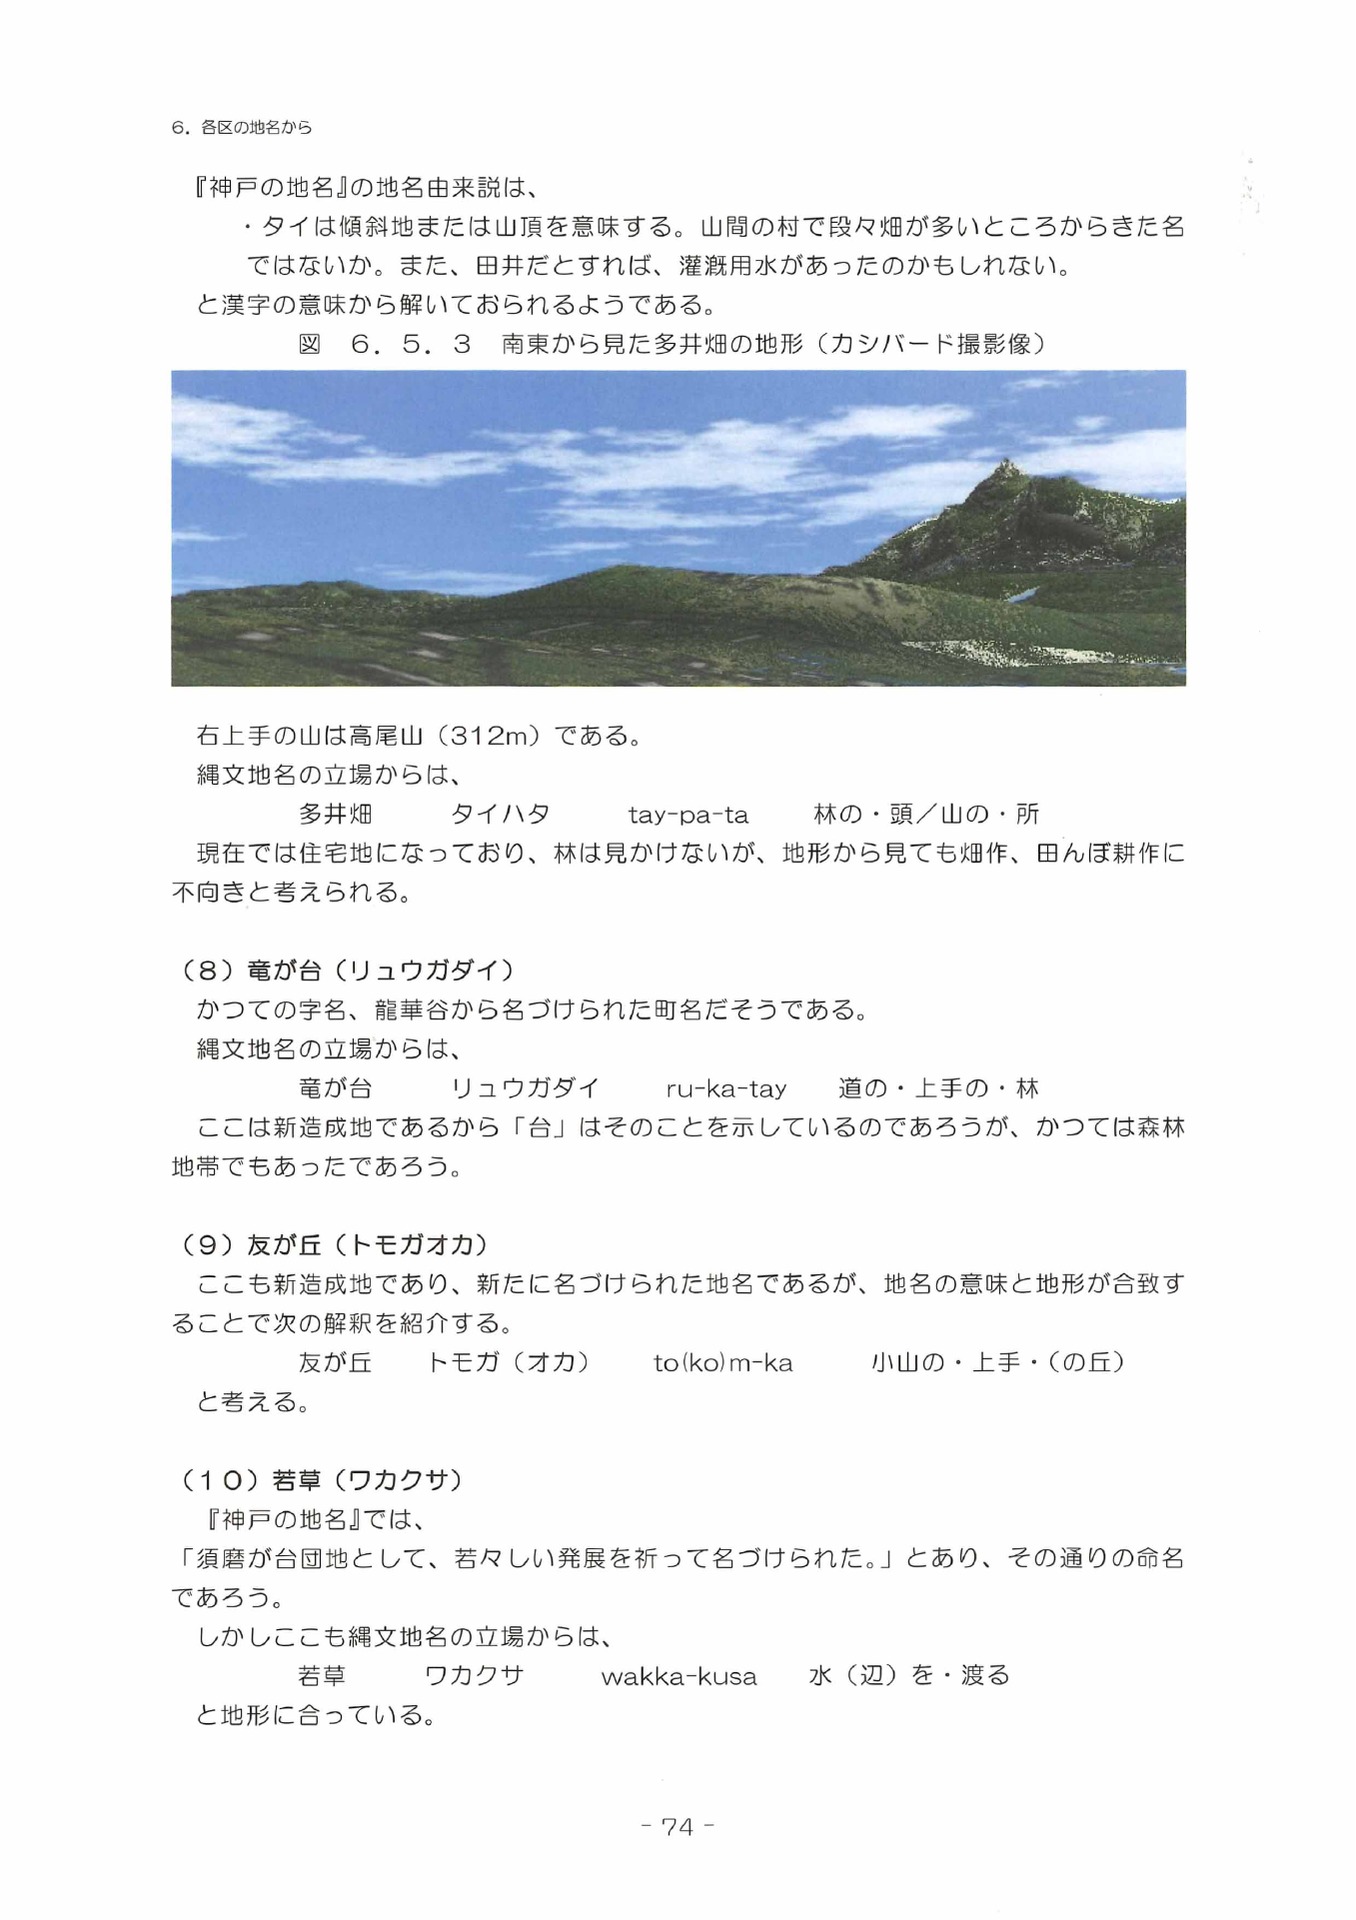 6．各区の地名から
『神戸の地名』の地名由来説は、
・タイは傾斜地または山頂を意味する。山間の村で段々畑が多いところからきた名
ではないか。また、田井だとすれば、灌漑用水があったのかもしれない。
と漢字の意味から解いておられるようである。
図　６．５．３　南東から見た多井畑の地形（カシバード撮影像）
右上手の山は高尾山（312m）である。
縄文地名の立場からは、
多井畑　　　タイハタ　　　tay-pa-ta　　　林の・頭／山の・所
現在では住宅地になっており、林は見かけないが、地形から見ても畑作、田んぼ耕作に
不向きと考えられる。
（８）竜が台（リュウガダイ）
かつての字名、龍華谷から名づけられた町名だそうである。
縄文地名の立場からは、
竜が台　　　リュウガダイ　　　ru-ka-tay　　道の・上手の・林
ここは新造成地であるから「台」はそのことを示しているのであろうが、かつては森林
地帯でもあったであろう。
（９）友が丘（トモガオカ）
ここも新造成地であり、新たに名づけられた地名であるが、地名の意味と地形が合致す
ることで次の解釈を紹介する。
友が丘　　トモガ（オカ）　　to(ko)m-ka　　　小山の・上手・（の丘）
と考える。
（１０）若草（ワカクサ）
『神戸の地名』では、
「須磨が台団地として、若々しい発展を祈って名づけられた。」とあり、その通りの命名
であろう。
しかしここも縄文地名の立場からは、
若草　　　ワカクサ　　　wakka-kusa　　水（辺）を・渡る
と地形に合っている。
- 74 -